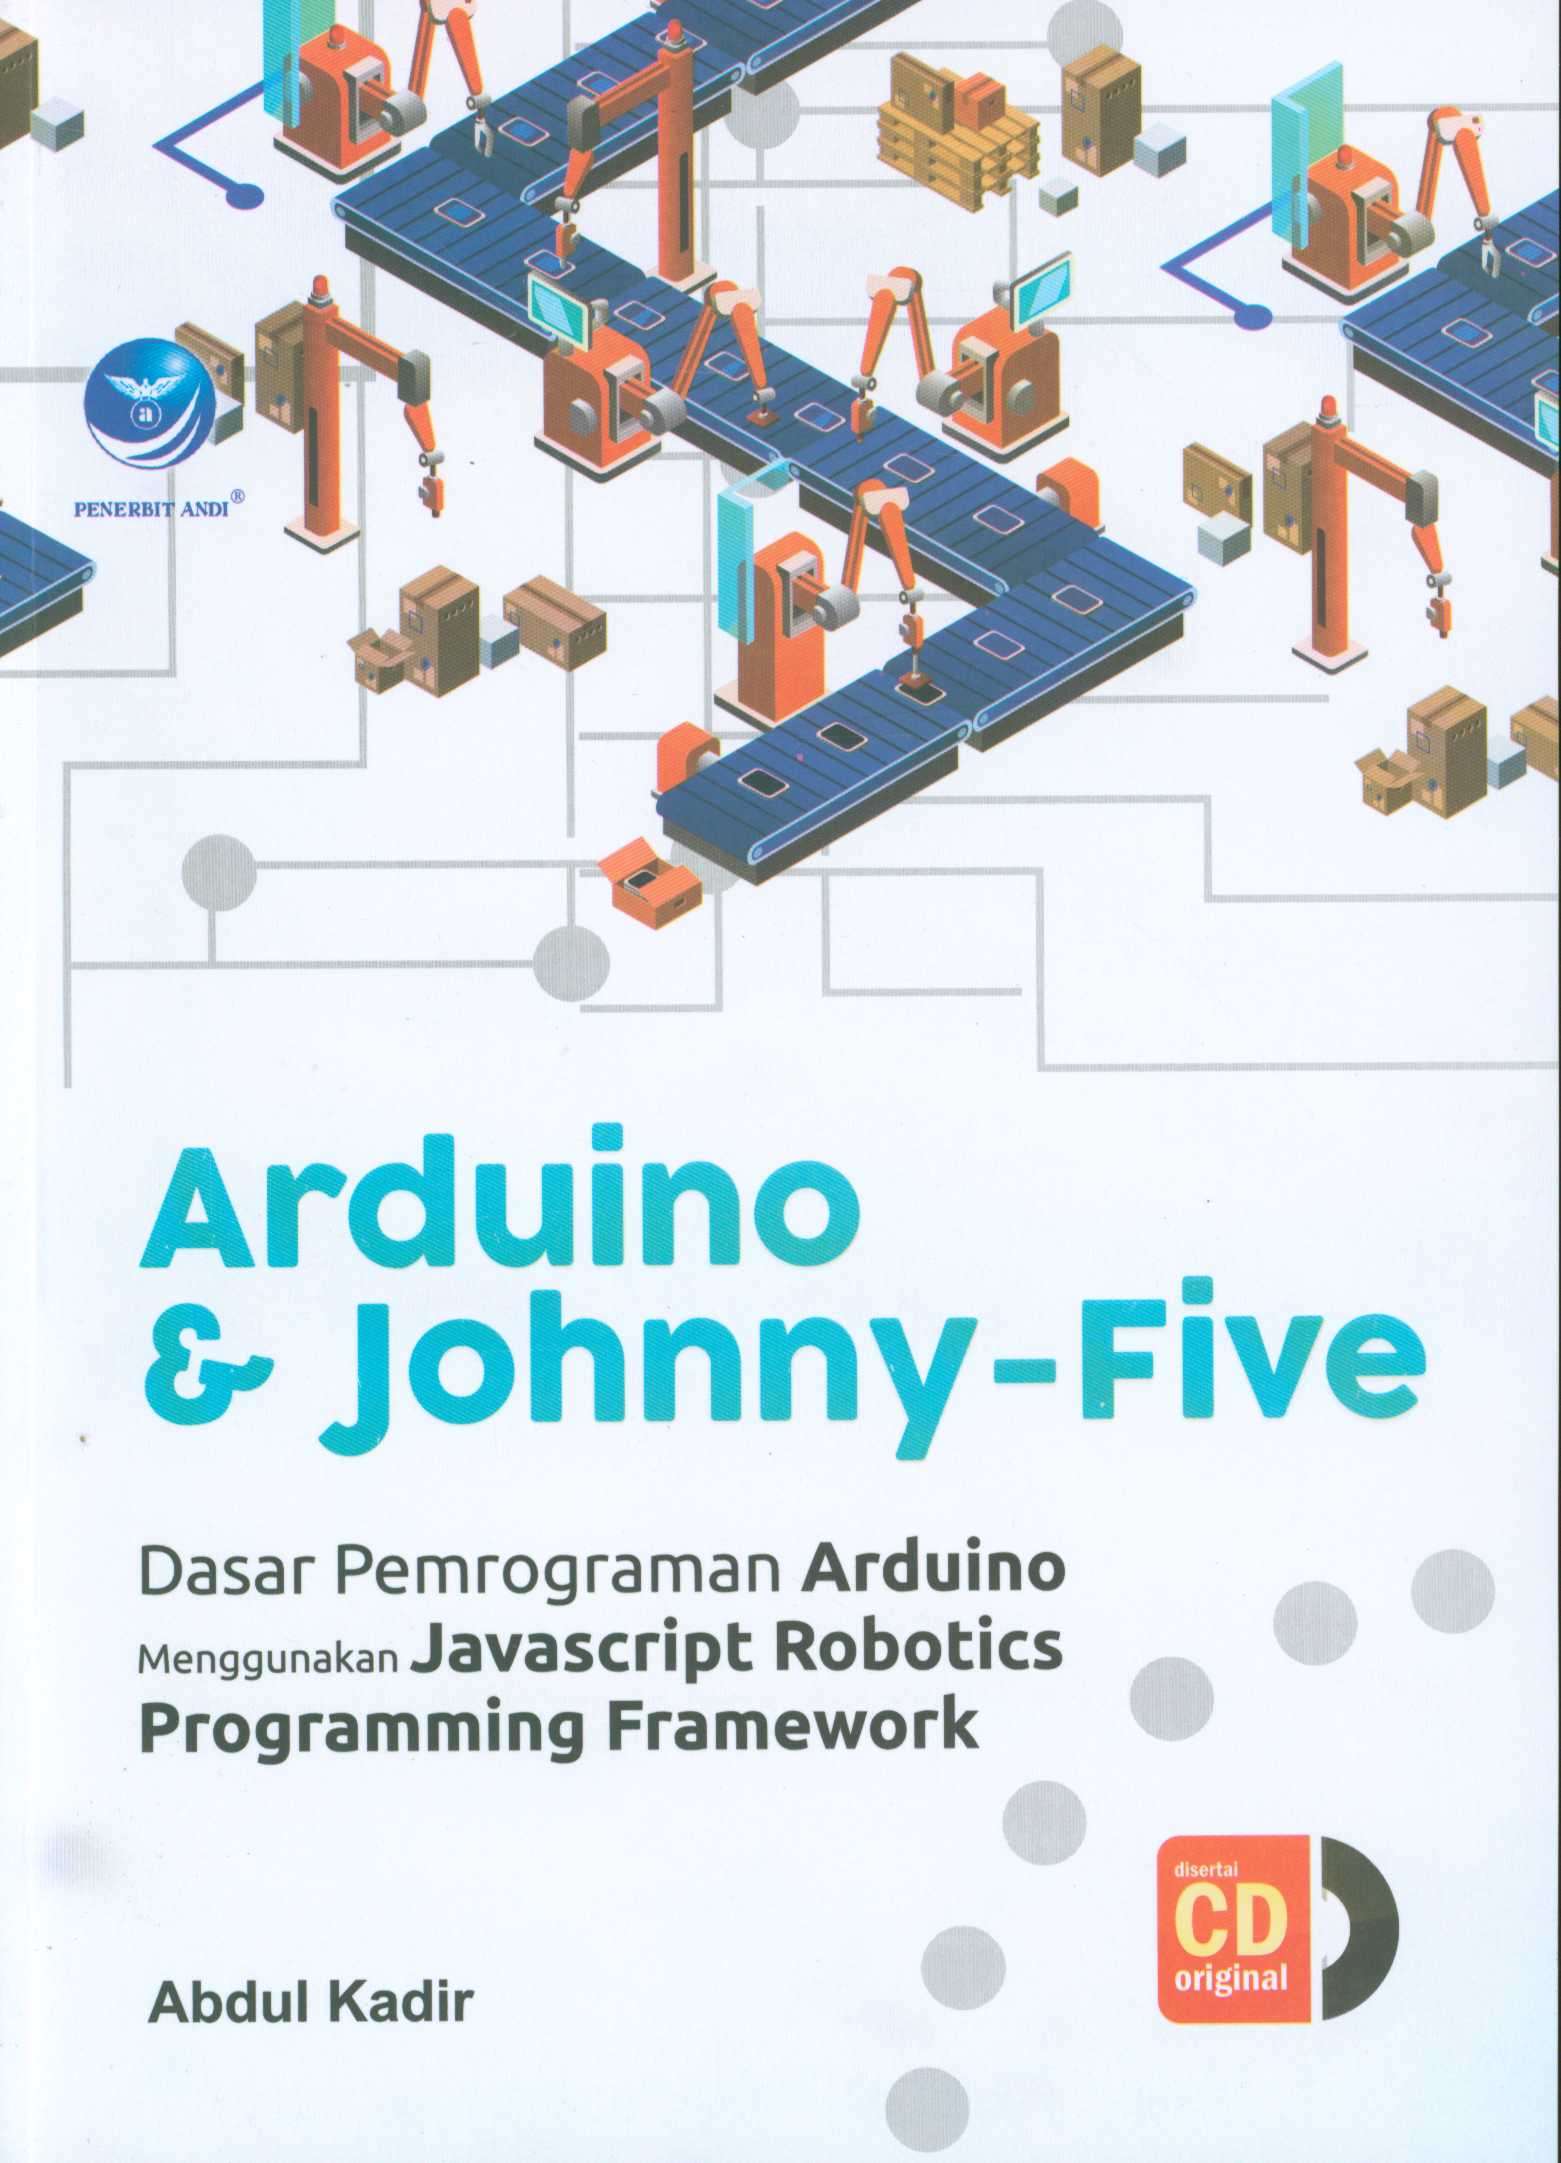 PENERBIT ANDI®
Arduino
& Johnny-Five
Dasar Pemrograman Arduino
Menggunakan Javascript Robotics
Programming Framework
disertai
CD
original
Abdul Kadir